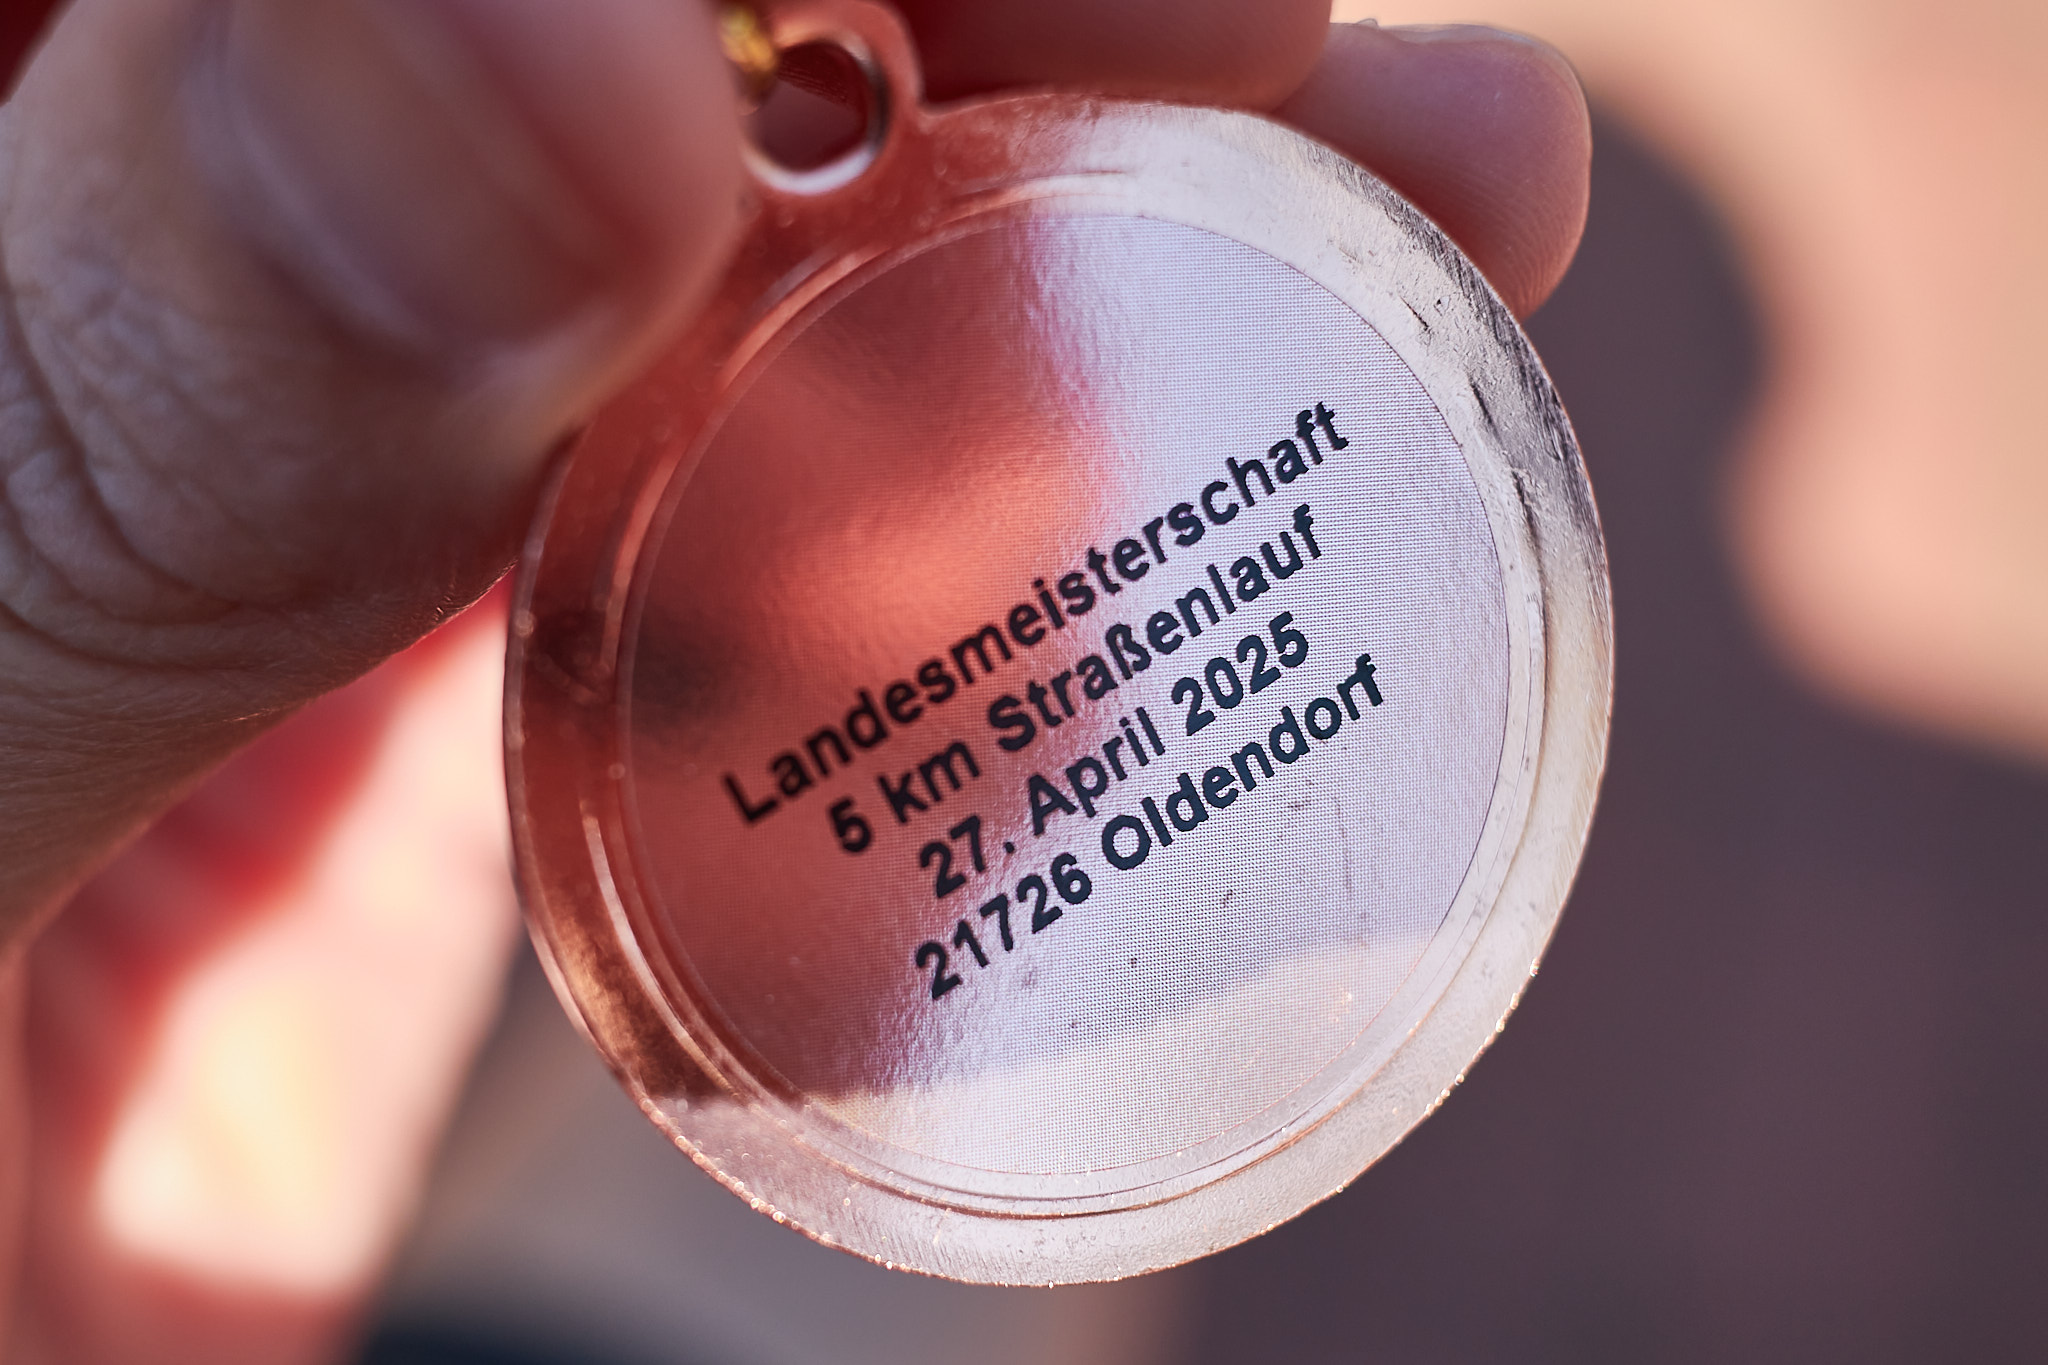 Landesmeisterschaft
5 km Straßenlauf
27. April 2025
21726 Oldendorf